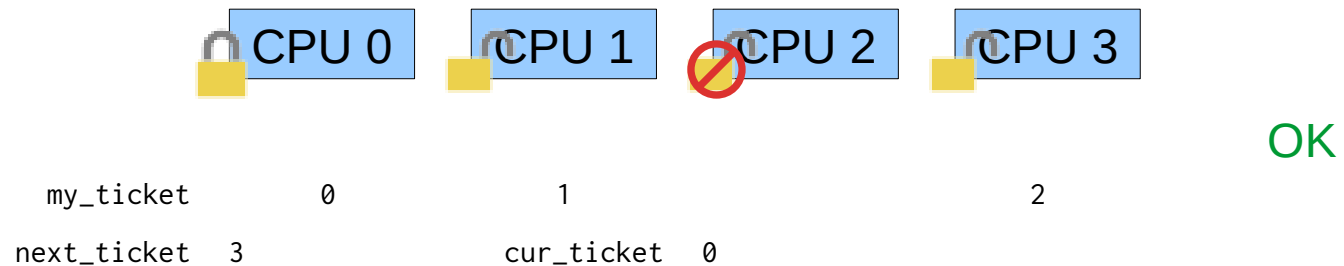 CPU 0 CPU 1 CPU 2 CPU 3
OK
my_ticket 0 1 2
next_ticket 3 cur_ticket 0